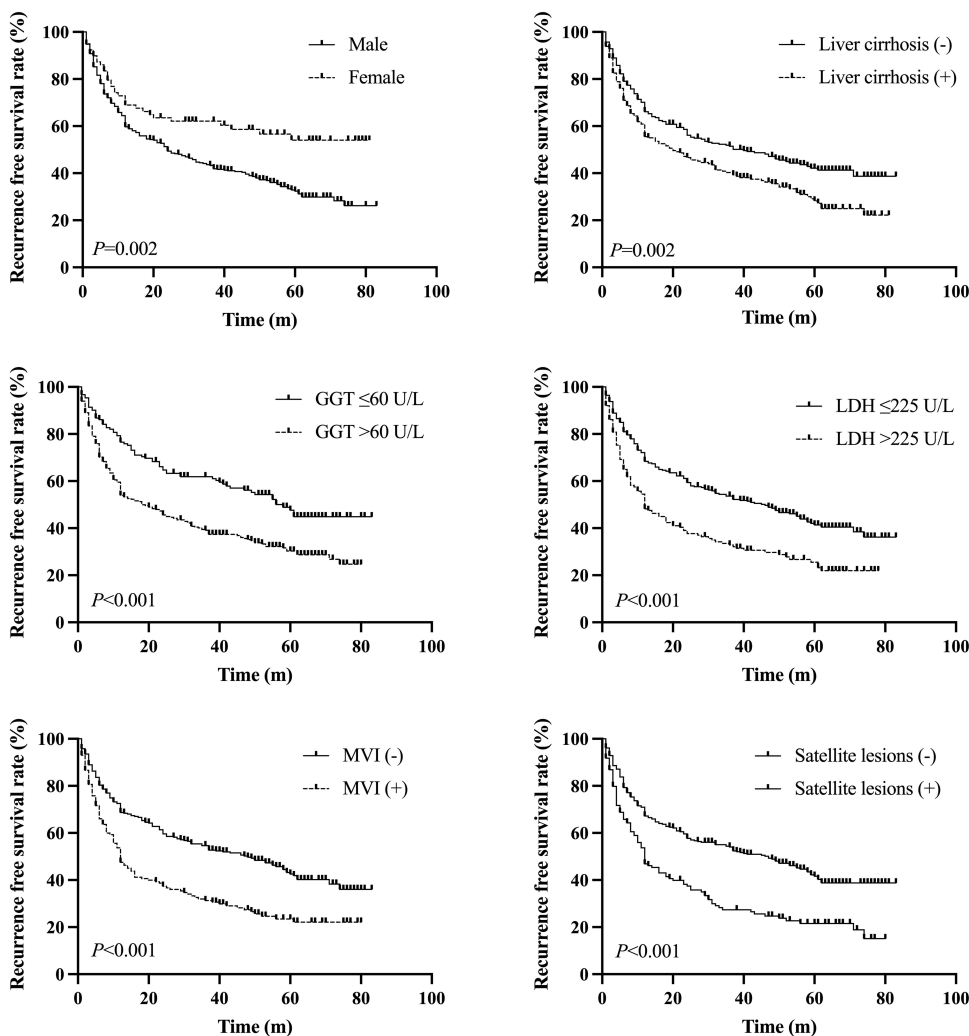 Recurrence free survival rate (%)
100
80
60
40
20
0
Male
Female
P=0.002
0 20 40 60 80 100
Time (m)
Recurrence free survival rate (%)
100
80
60
40
20
0
Liver cirrhosis (-)
Liver cirrhosis (+)
P=0.002
0 20 40 60 80 100
Time (m)
Recurrence free survival rate (%)
100
80
60
40
20
0
GGT ≤60 U/L
GGT >60 U/L
P<0.001
0 20 40 60 80 100
Time (m)
Recurrence free survival rate (%)
100
80
60
40
20
0
LDH ≤225 U/L
LDH >225 U/L
P<0.001
0 20 40 60 80 100
Time (m)
Recurrence free survival rate (%)
100
80
60
40
20
0
MVI (-)
MVI (+)
P<0.001
0 20 40 60 80 100
Time (m)
Recurrence free survival rate (%)
100
80
60
40
20
0
Satellite lesions (-)
Satellite lesions (+)
P<0.001
0 20 40 60 80 100
Time (m)